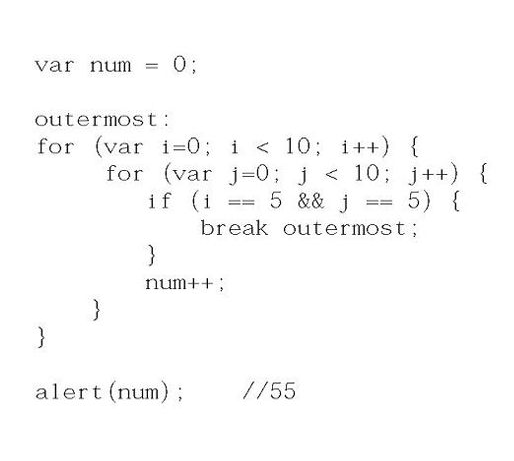 var num = 0;
outermost:
for (var i=0; i < 10; i++) {
for (var j=0; j < 10; j++) {
if (i == 5 && j == 5) {
break outermost;
}
num++;
}
}
alert(num); //55